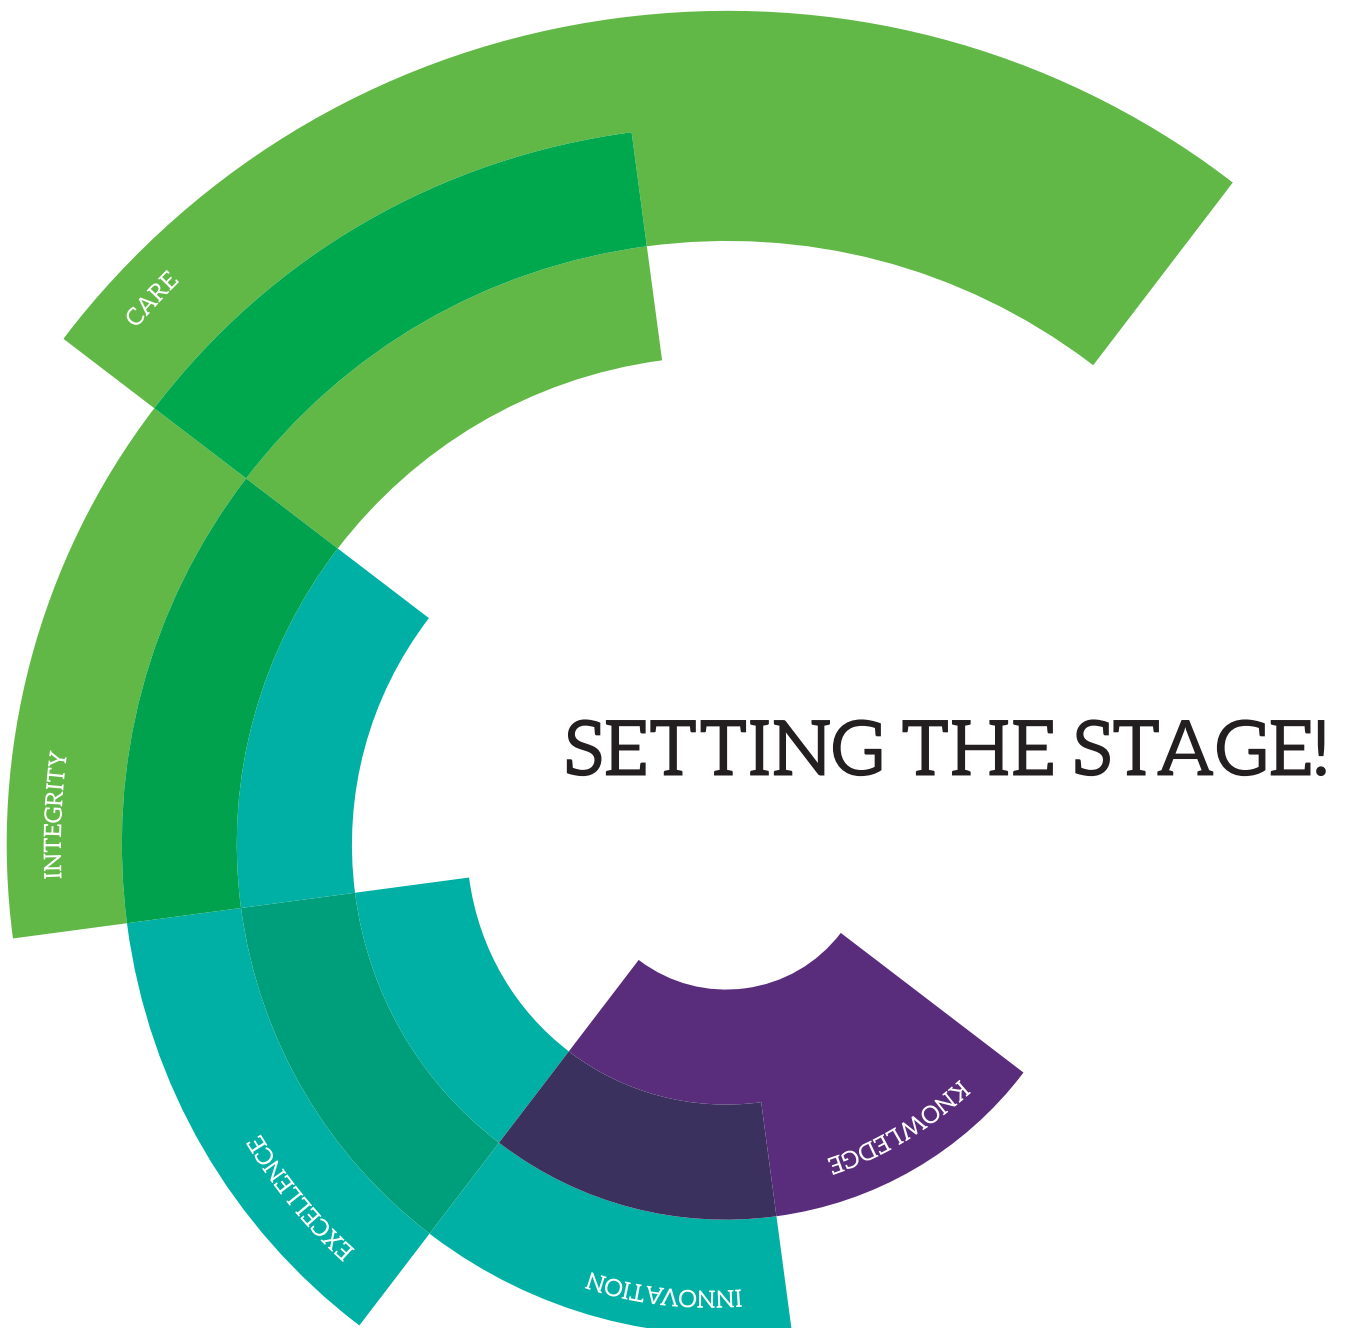 CARE
INTEGRITY
SETTING THE STAGE!
EXCELLENCE
INNOVATION
KNOWLEDGE